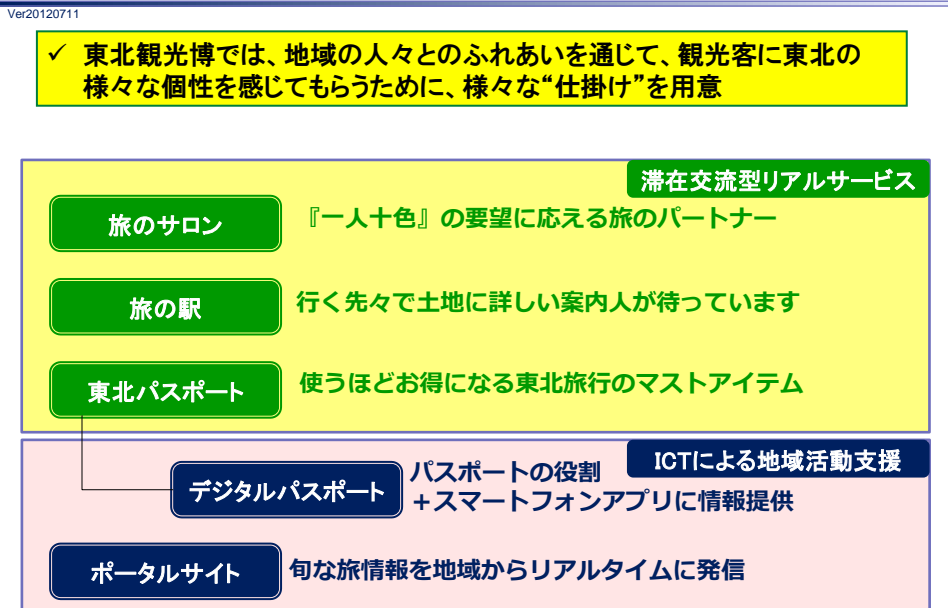 Ver20120711
✓ 東北観光博では、地域の人々とのふれあいを通じて、観光客に東北の
様々な個性を感じてもらうために、様々な“仕掛け”を用意
滞在交流型リアルサービス
旅のサロン
『一人十色』の要望に応える旅のパートナー
旅の駅
行く先々で土地に詳しい案内人が待っています
東北パスポート
使うほどお得になる東北旅行のマストアイテム
ICTによる地域活動支援
デジタルパスポート
パスポートの役割
＋スマートフォンアプリに情報提供
ポータルサイト
旬な旅情報を地域からリアルタイムに発信